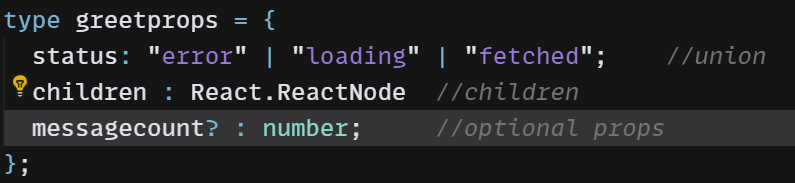 type greetprops = {
status: "error" | "loading" | "fetched"; //union
children : React.ReactNode //children
messagecount? : number; //optional props
};